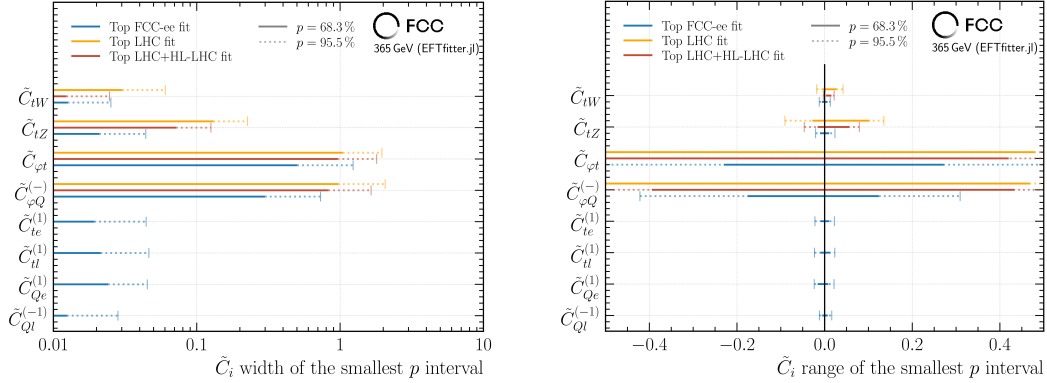 Top FCC-ee fit
Top LHC fit
Top LHC+HL-LHC fit
p = 68.3 %
p = 95.5 %
FCC
365 GeV (EFTfitter.jl)
C̃_{tW}
C̃_{tZ}
C̃_{φt}
C̃_{φQ}^{(-)}
C̃_{te}^{(1)}
C̃_{tl}^{(1)}
C̃_{Qe}^{(1)}
C̃_{Ql}^{(-1)}
0.01 0.1 1 10
C̃_i width of the smallest p interval
Top FCC-ee fit
Top LHC fit
Top LHC+HL-LHC fit
p = 68.3 %
p = 95.5 %
FCC
365 GeV (EFTfitter.jl)
C̃_{tW}
C̃_{tZ}
C̃_{φt}
C̃_{φQ}^{(-)}
C̃_{te}^{(1)}
C̃_{tl}^{(1)}
C̃_{Qe}^{(1)}
C̃_{Ql}^{(-1)}
−0.4 −0.2 0.0 0.2 0.4
C̃_i range of the smallest p interval